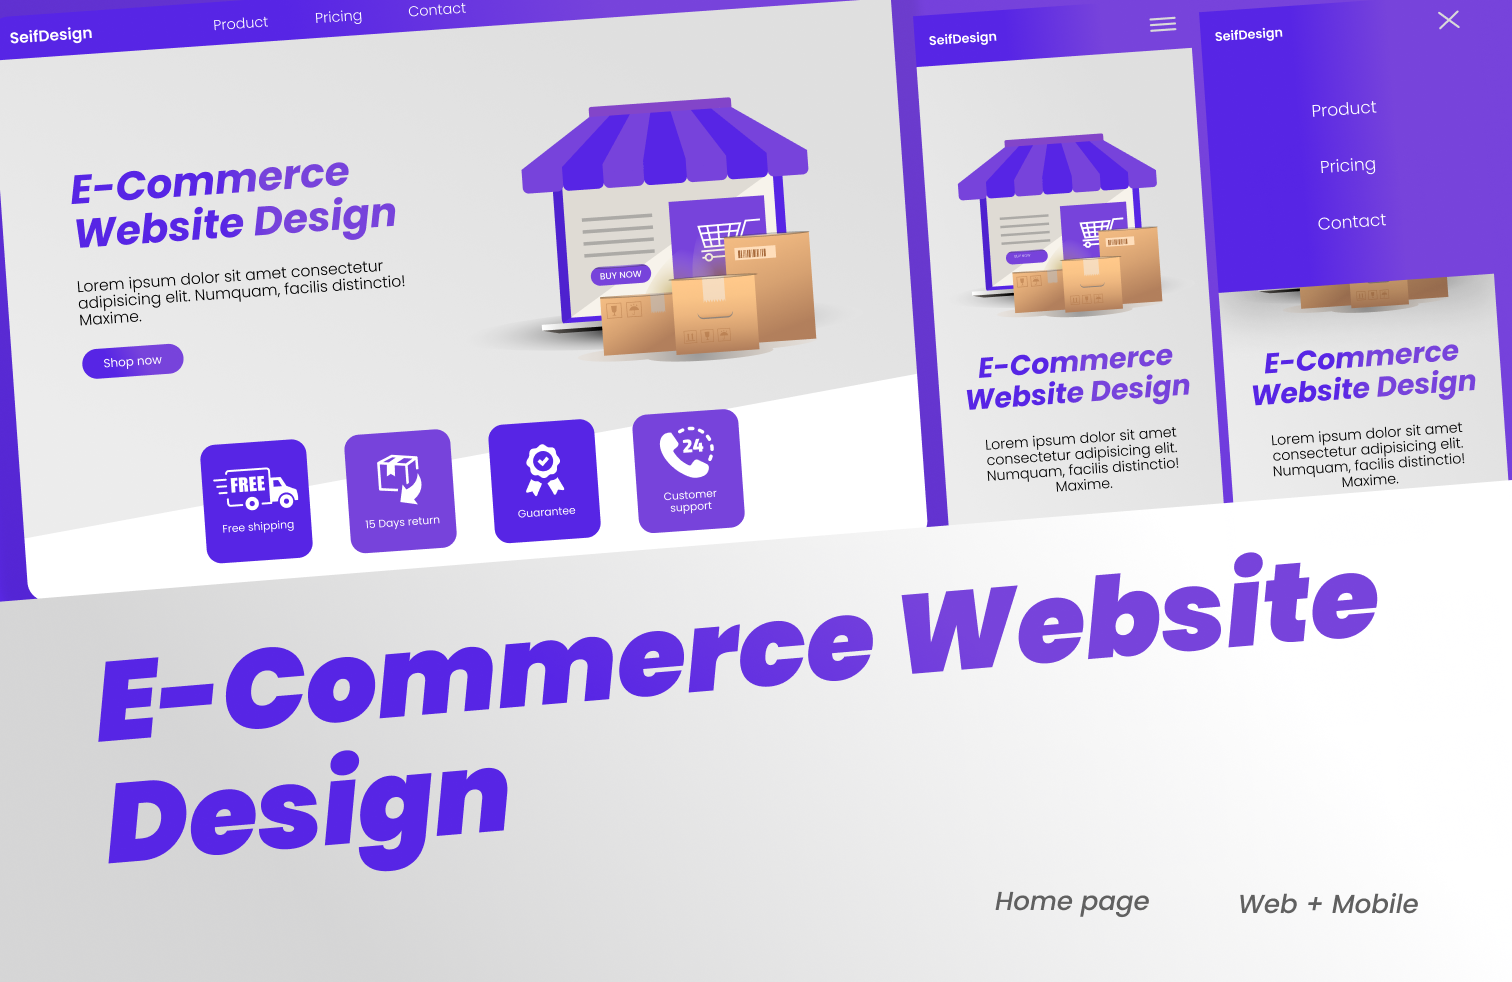 SeifDesign
Product
Pricing
Contact
E-Commerce
Website Design
Lorem ipsum dolor sit amet consectetur
adipisicing elit. Numquam, facilis distinctio!
Maxime.
Shop now
BUY NOW
FREE
Free shipping
15 Days return
Guarantee
24
Customer
support
SeifDesign
BUY NOW
E-Commerce
Website Design
Lorem ipsum dolor sit amet
consectetur adipisicing elit.
Numquam, facilis distinctio!
Maxime.
SeifDesign
Product
Pricing
Contact
E-Commerce
Website Design
Lorem ipsum dolor sit amet
consectetur adipisicing elit.
Numquam, facilis distinctio!
Maxime.
E-Commerce Website
Design
Home page
Web + Mobile